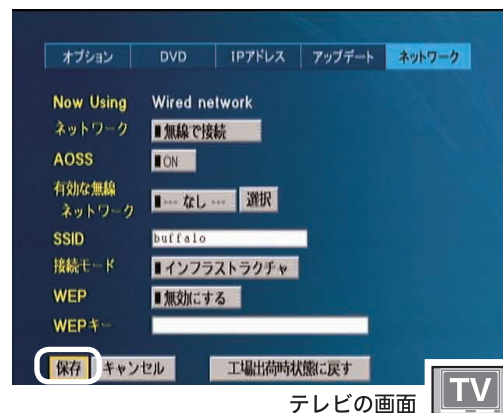 オプション DVD IPアドレス アップデート ネットワーク
Now Using Wired network
ネットワーク 無線で接続
AOSS ON
有効な無線
ネットワーク --- なし --- 選択
SSID buffalo
接続モード インフラストラクチャ
WEP 無効にする
WEPキー
保存 キャンセル 工場出荷時状態に戻す
テレビの画面 TV